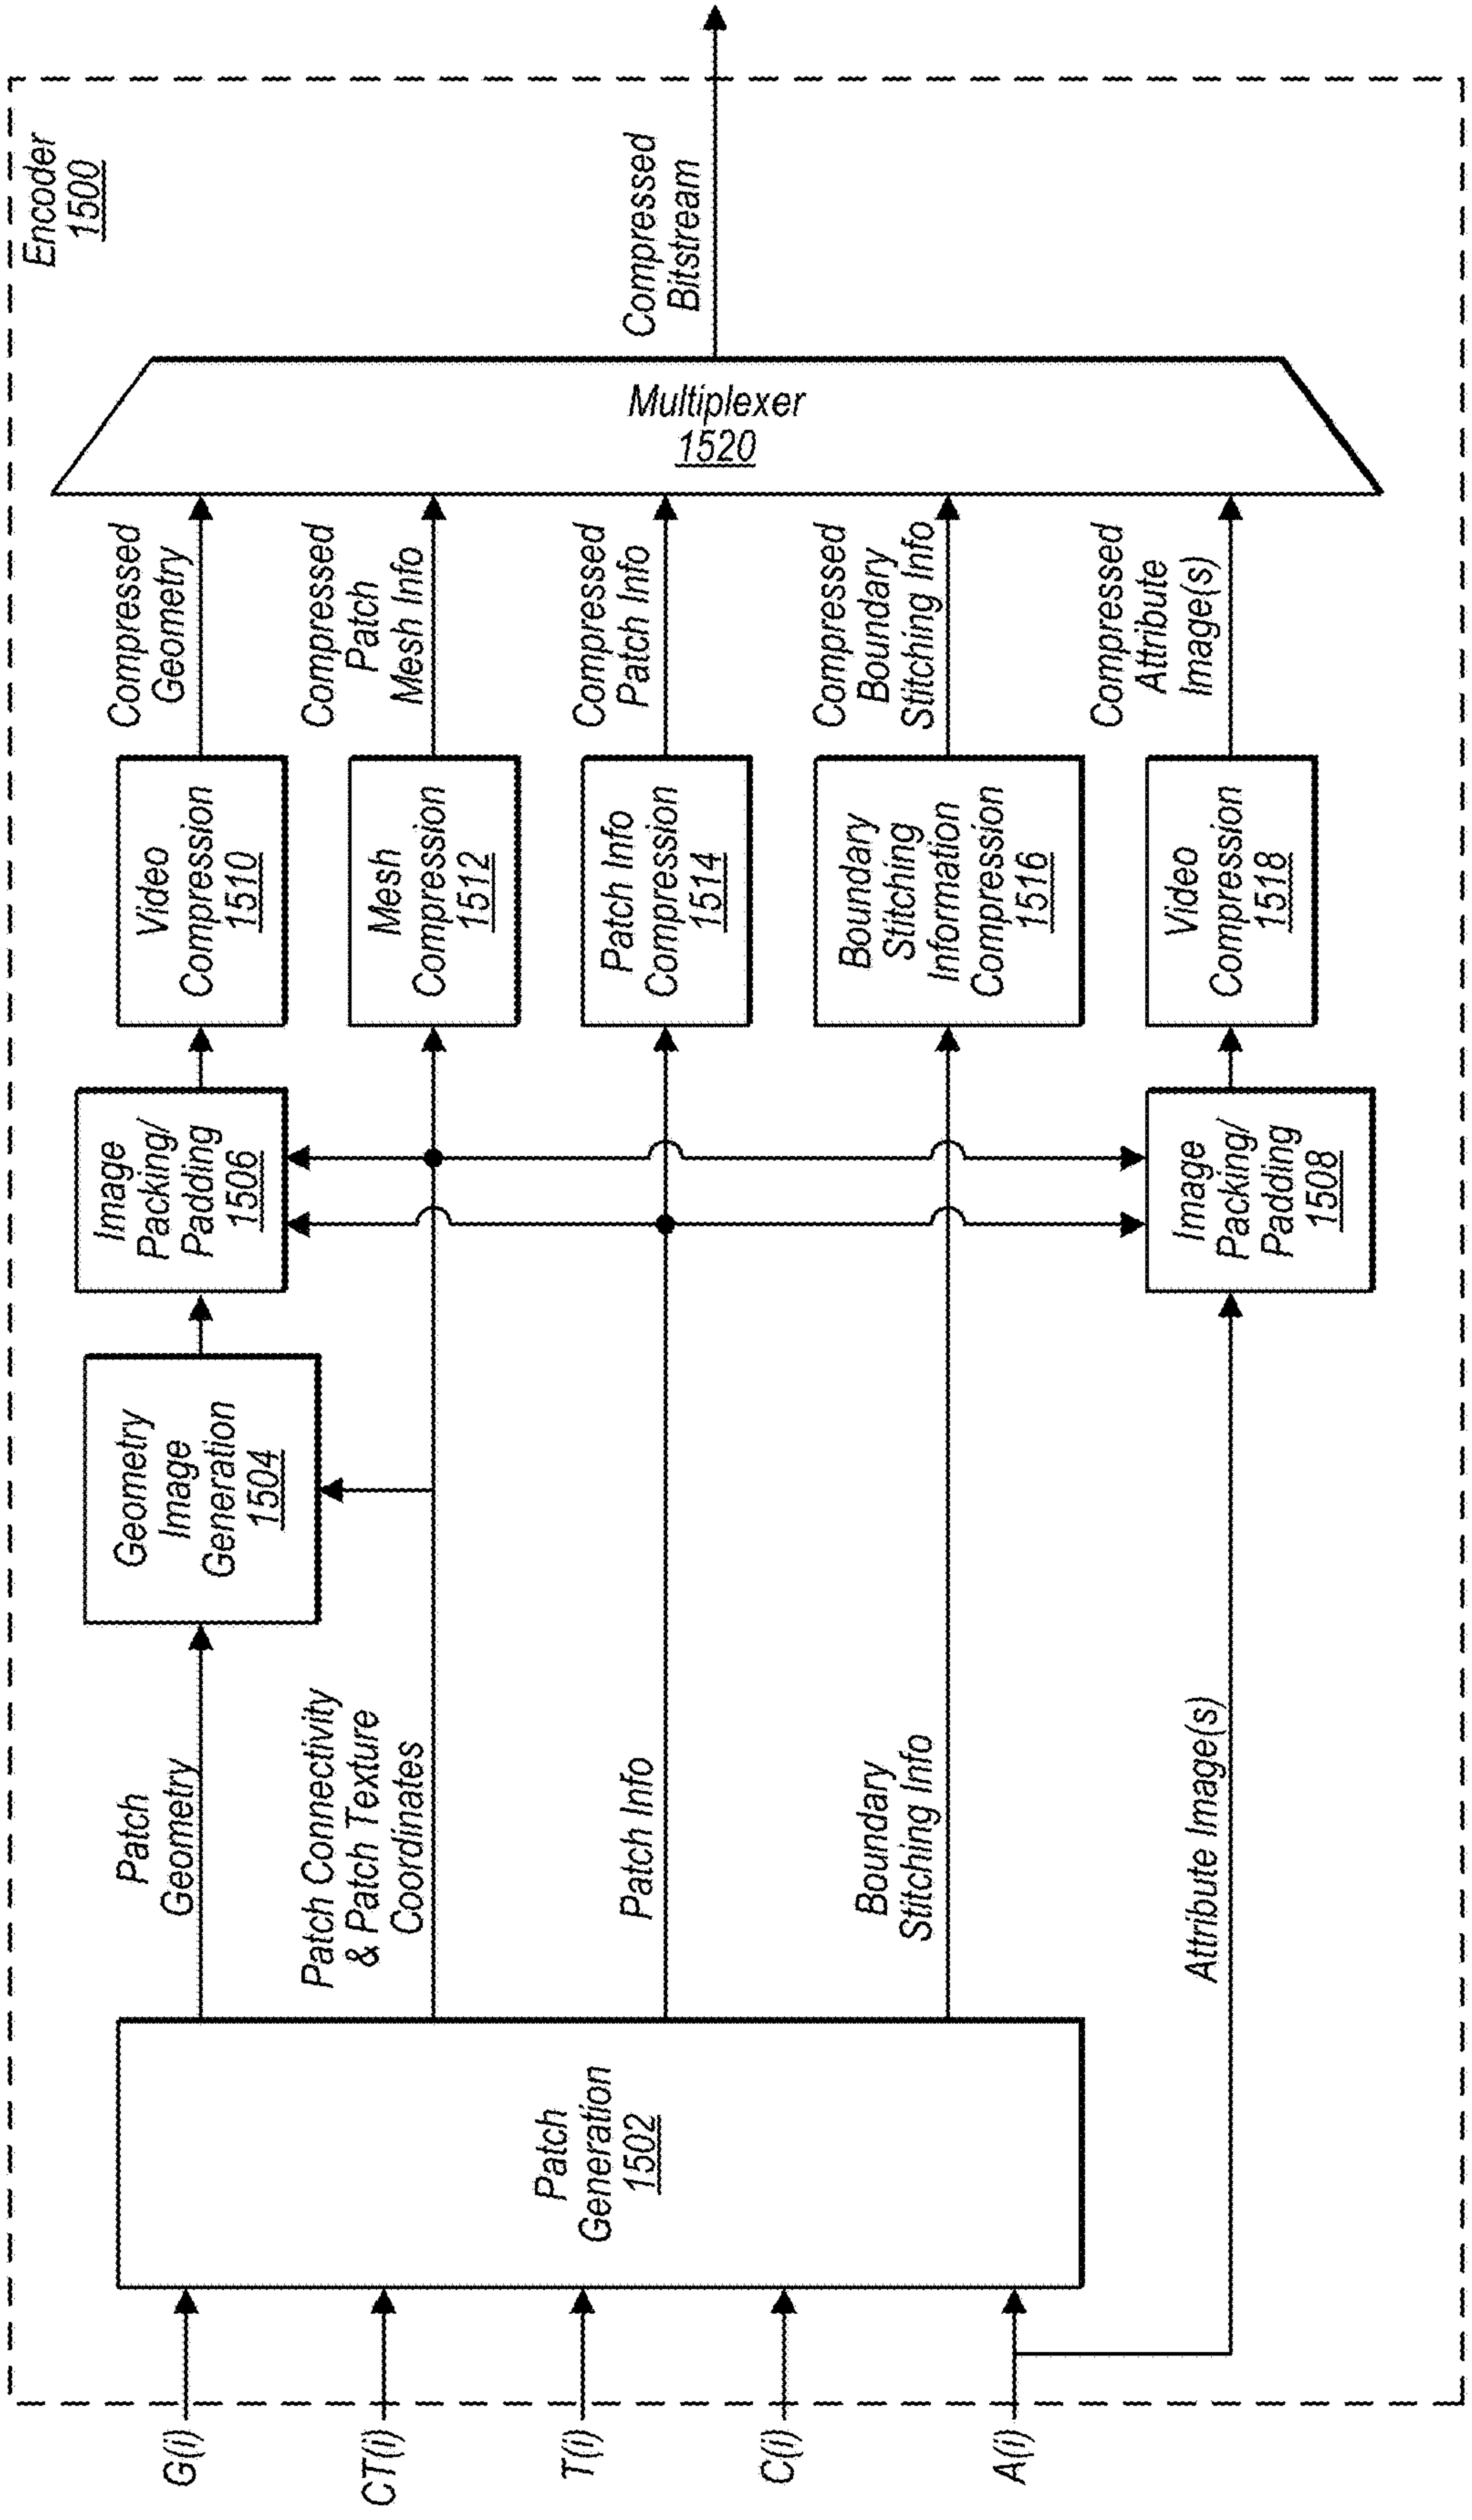 Encoder
1500
G(i)
CT(i)
T(i)
C(i)
A(i)
Patch
Generation
1502
Patch
Geometry
Patch Connectivity
& Patch Texture
Coordinates
Patch Info
Boundary
Stitching Info
Attribute Image(s)
Geometry
Image
Generation
1504
Image
Packing/
Padding
1506
Image
Packing/
Padding
1508
Video
Compression
1510
Mesh
Compression
1512
Patch Info
Compression
1514
Boundary
Stitching
Information
Compression
1516
Video
Compression
1518
Compressed
Geometry
Compressed
Patch
Mesh Info
Compressed
Patch Info
Compressed
Boundary
Stitching Info
Compressed
Attribute
Image(s)
Multiplexer
1520
Compressed
Bitstream